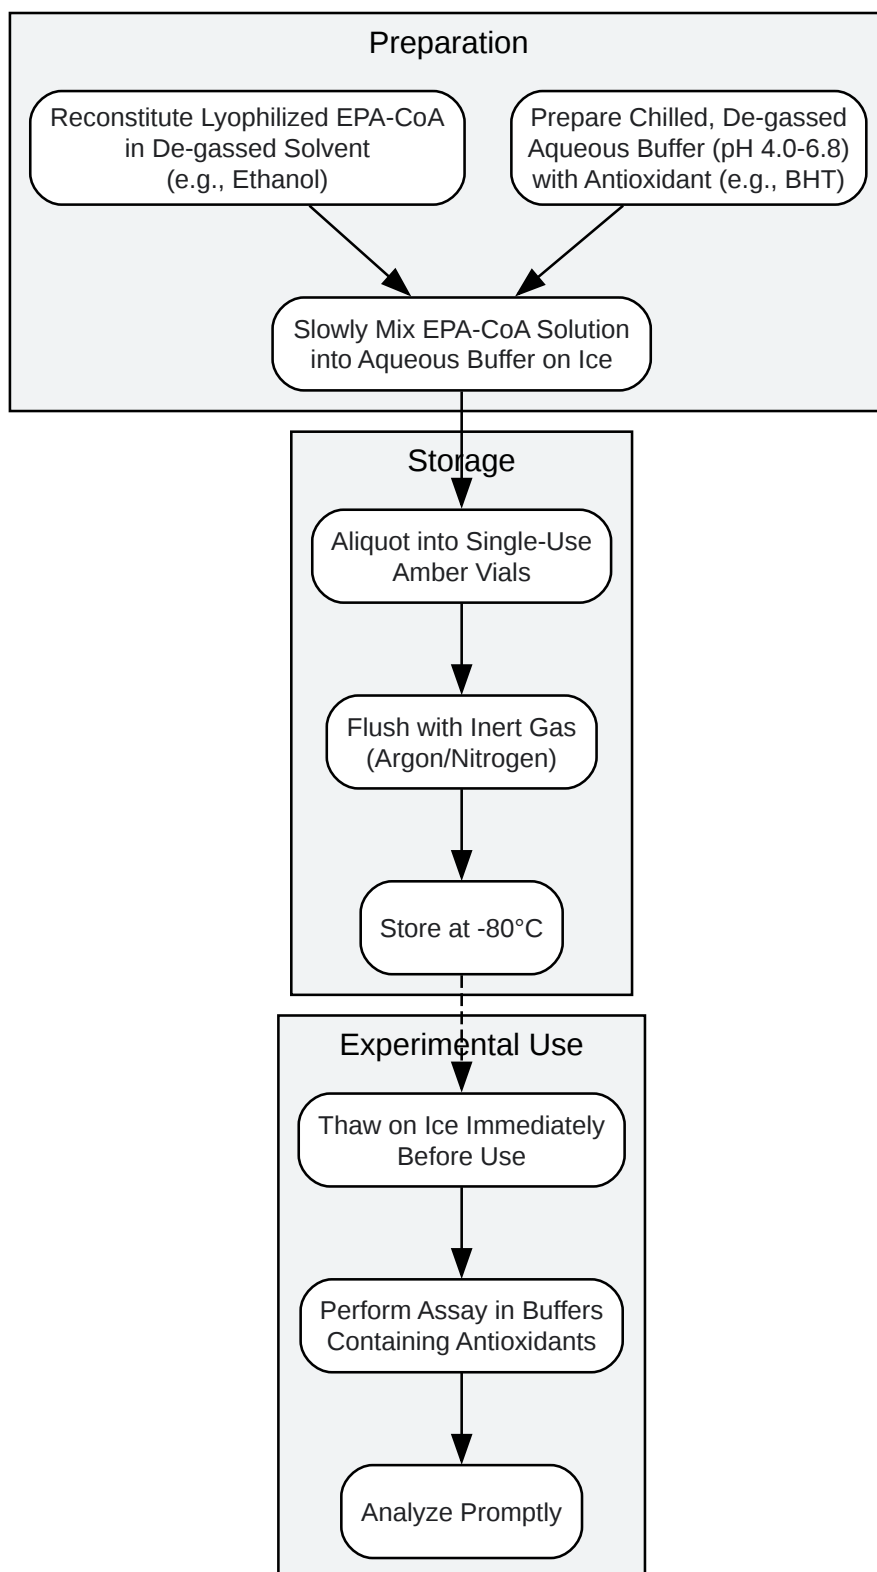 Preparation
Reconstitute Lyophilized EPA-CoA
in De-gassed Solvent
(e.g., Ethanol)
Prepare Chilled, De-gassed
Aqueous Buffer (pH 4.0-6.8)
with Antioxidant (e.g., BHT)
Slowly Mix EPA-CoA Solution
into Aqueous Buffer on Ice
Storage
Aliquot into Single-Use
Amber Vials
Flush with Inert Gas
(Argon/Nitrogen)
Store at -80°C
Experimental Use
Thaw on Ice Immediately
Before Use
Perform Assay in Buffers
Containing Antioxidants
Analyze Promptly